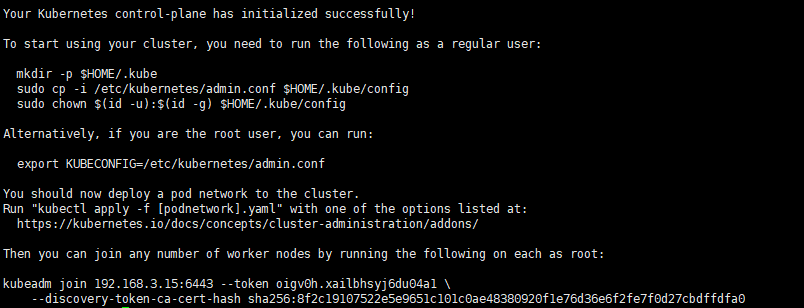 Your Kubernetes control-plane has initialized successfully!
To start using your cluster, you need to run the following as a regular user:
mkdir -p $HOME/.kube
sudo cp -i /etc/kubernetes/admin.conf $HOME/.kube/config
sudo chown $(id -u):$(id -g) $HOME/.kube/config
Alternatively, if you are the root user, you can run:
export KUBECONFIG=/etc/kubernetes/admin.conf
You should now deploy a pod network to the cluster.
Run "kubectl apply -f [podnetwork].yaml" with one of the options listed at:
https://kubernetes.io/docs/concepts/cluster-administration/addons/
Then you can join any number of worker nodes by running the following on each as root:
kubeadm join 192.168.3.15:6443 --token oigv0h.xailbhsyj6du04a1 \
--discovery-token-ca-cert-hash sha256:8f2c19107522e5e9651c101c0ae48380920f1e76d36e6f2fe7f0d27cbdffdfa0